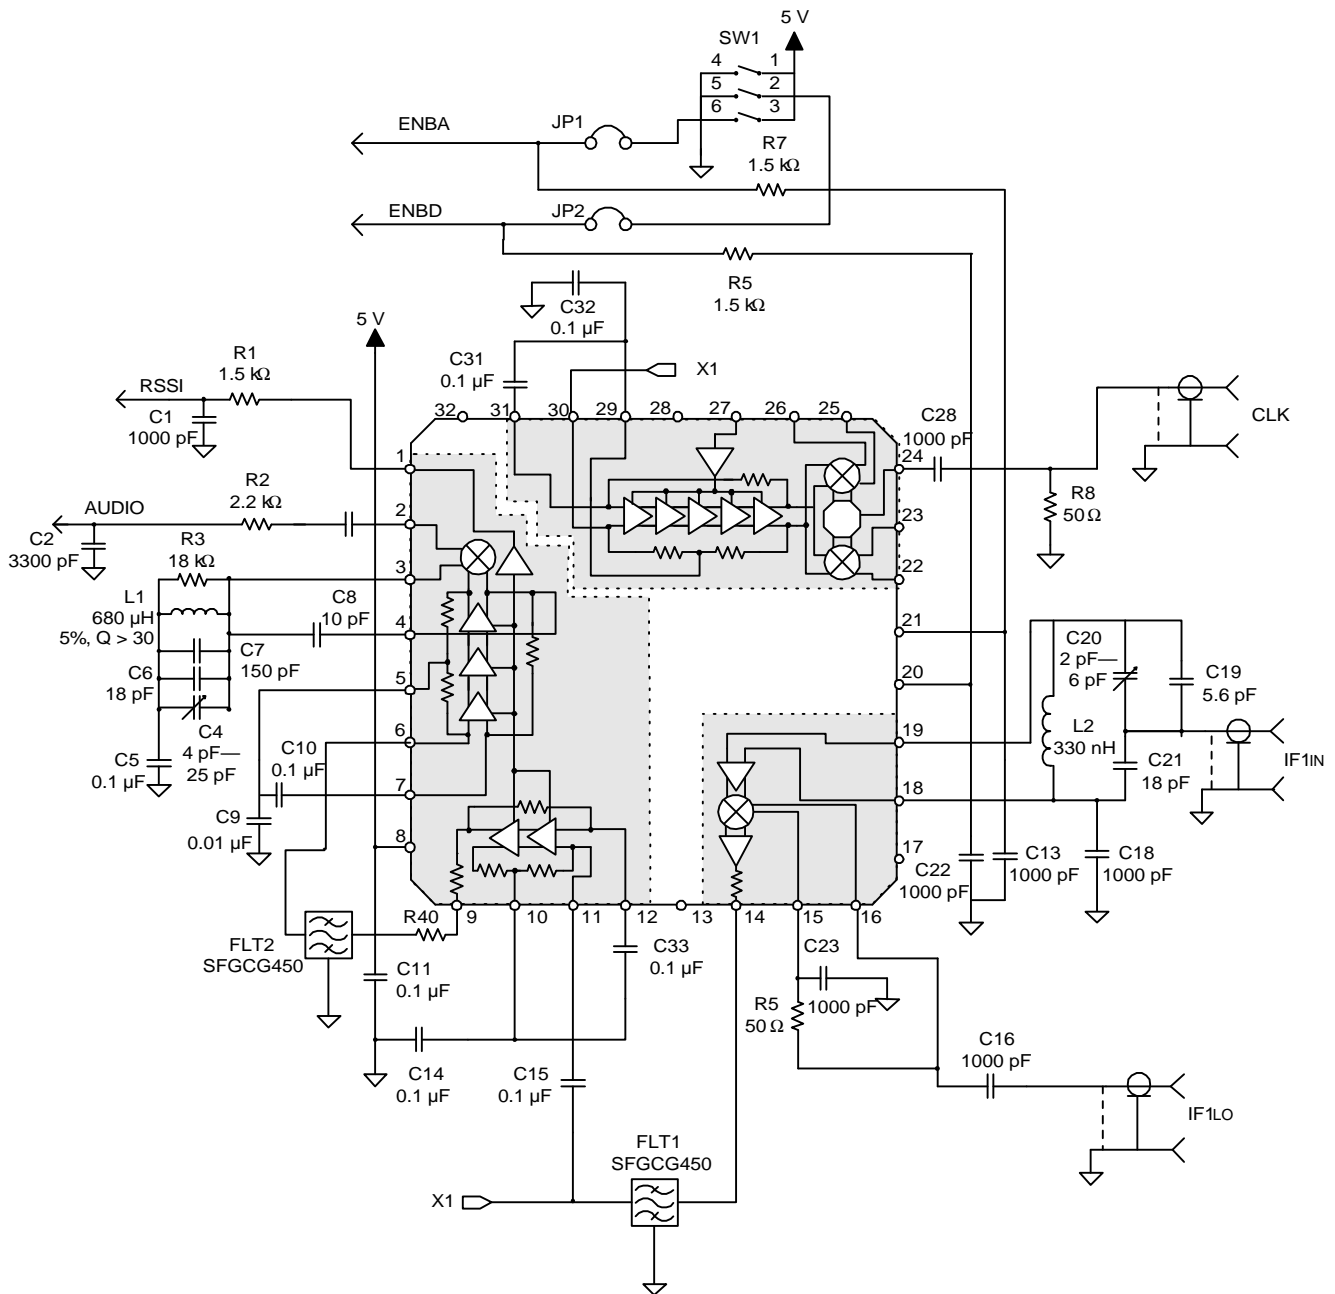 5 V
SW1
4 1
5 2
6 3
ENBA
JP1
R7
1.5 kΩ
ENBD
JP2
R5
1.5 kΩ
C32
0.1 µF
5 V
R1
1.5 kΩ
RSSI
C1
1000 pF
C31
0.1 µF
X1
32 31 30 29 28 27 26 25
C28
1000 pF
CLK
1
24
R2
2.2 kΩ
AUDIO
2
23
R8
50 Ω
C2
3300 pF
R3
18 kΩ
3
22
L1
680 µH
5%, Q > 30
C8
10 pF
4
21
C7
150 pF
C6
18 pF
5
20
C20
2 pF—
6 pF
C19
5.6 pF
C4
4 pF—
25 pF
6
19
L2
330 nH
IF1IN
C5
0.1 µF
C10
0.1 µF
7
18
C21
18 pF
C9
0.01 µF
8
17
C22
1000 pF
C13
1000 pF
C18
1000 pF
R40
9 10 11 12 13 14 15 16
FLT2
SFGCG450
C11
0.1 µF
C33
0.1 µF
C23
1000 pF
R5
50 Ω
C14
0.1 µF
C15
0.1 µF
C16
1000 pF
IF1LO
FLT1
SFGCG450
X1